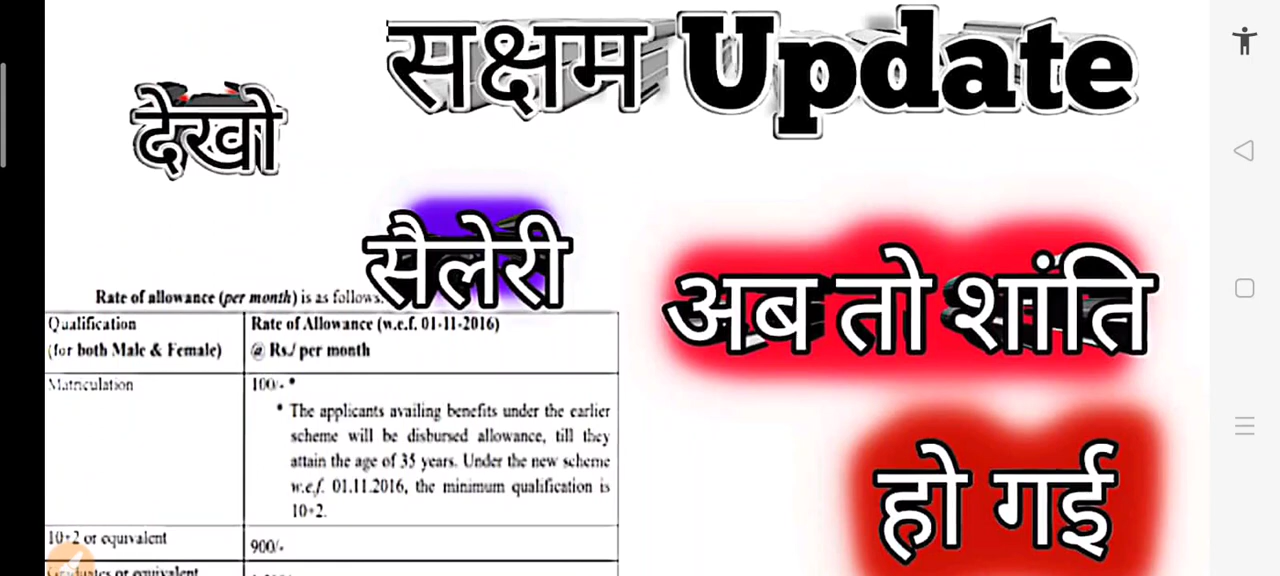 सक्षम Update
देखो
सैलेरी
अब तो शांति
हो गई
Rate of allowance (per month) is as follows.
Qualification
(for both Male & Female)
Rate of Allowance (w.e.f. 01-11-2016)
@ Rs./ per month
Matriculation
100/- *
* The applicants availing benefits under the earlier
scheme will be disbursed allowance, till they
attain the age of 35 years. Under the new scheme
w.e.f. 01.11.2016, the minimum qualification is
10+2.
10+2 or equivalent
900/-
Graduates or equivalent